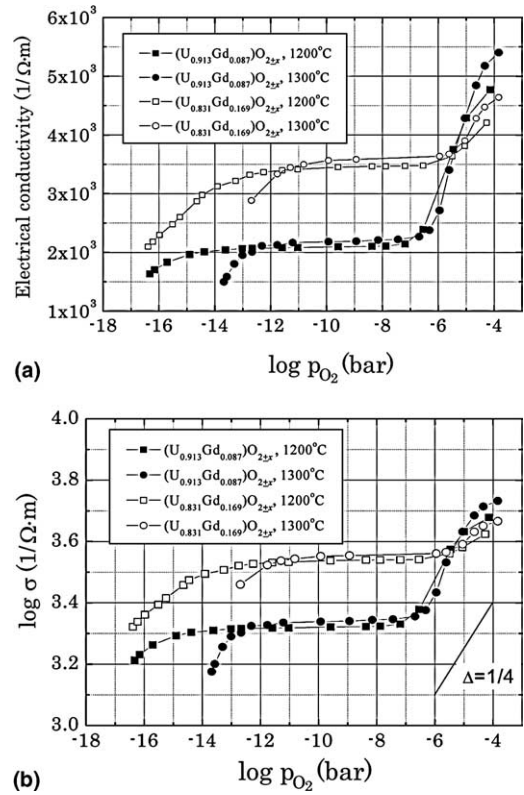 6x10³
(U0.913Gd0.087)O2±x, 1200°C
(U0.913Gd0.087)O2±x, 1300°C
(U0.831Gd0.169)O2±x, 1200°C
(U0.831Gd0.169)O2±x, 1300°C
5x10³
4x10³
3x10³
2x10³
1x10³
Electrical conductivity (1/Ω·m)
-18 -16 -14 -12 -10 -8 -6 -4 -2
log pO2 (bar)
(a)
4.0
(U0.913Gd0.087)O2±x, 1200°C
(U0.913Gd0.087)O2±x, 1300°C
(U0.831Gd0.169)O2±x, 1200°C
(U0.831Gd0.169)O2±x, 1300°C
3.8
3.6
3.4
3.2
3.0
log σ (1/Ω·m)
Δ=1/4
-18 -16 -14 -12 -10 -8 -6 -4 -2
log pO2 (bar)
(b)